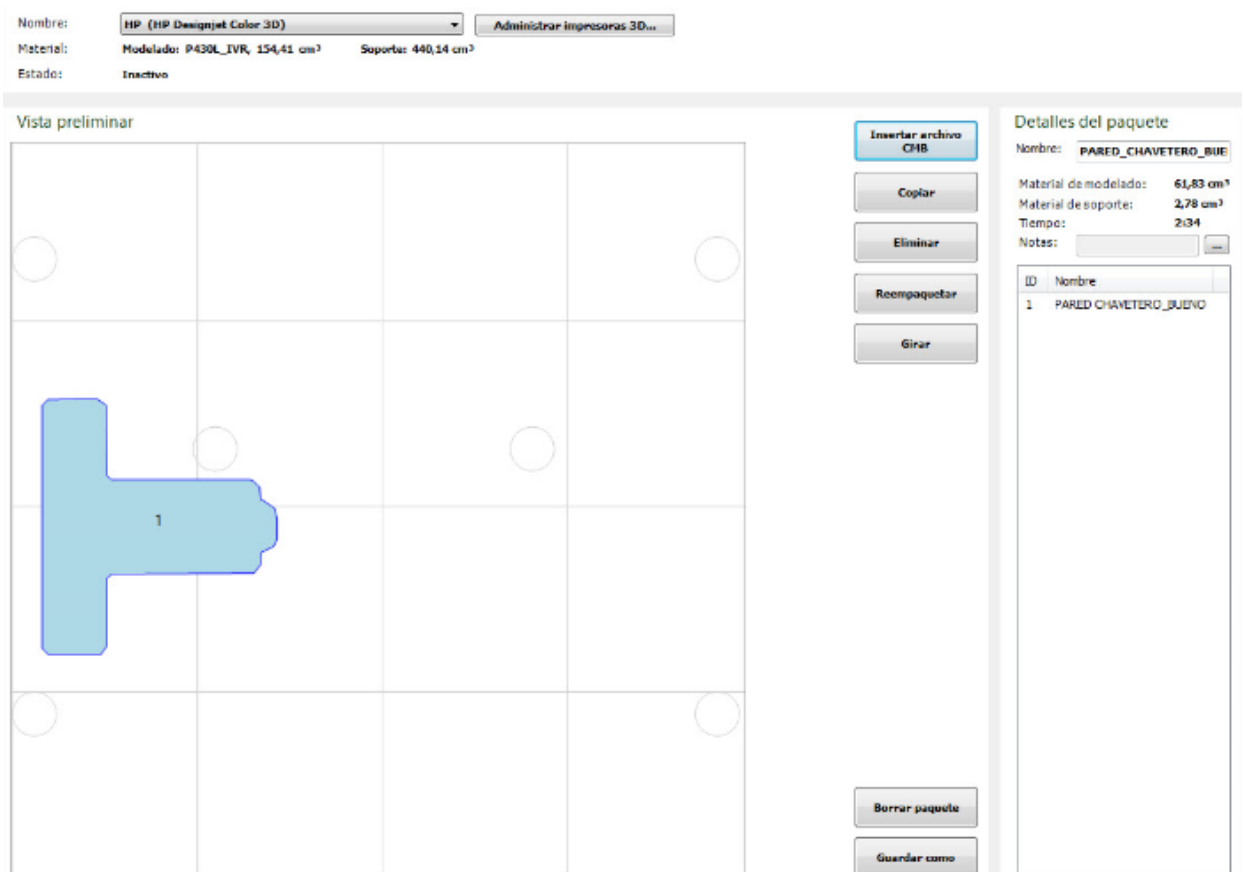 Nombre: HP (HP Designjet Color 3D) Administrar impresoras 3D...
Material: Modelado: P430L_IVR, 154,41 cm³ Soporte: 440,14 cm³
Estado: Inactivo
Vista preliminar
1
Insertar archivo
CMB
Copiar
Eliminar
Reempaquetar
Girar
Borrar paquete
Guardar como
Detalles del paquete
Nombre: PARED_CHAVETERO_BUE
Material de modelado: 61,83 cm³
Material de soporte: 2,78 cm³
Tiempo: 2:34
Notas: ...
ID Nombre
1 PARED CHAVETERO_BUENO